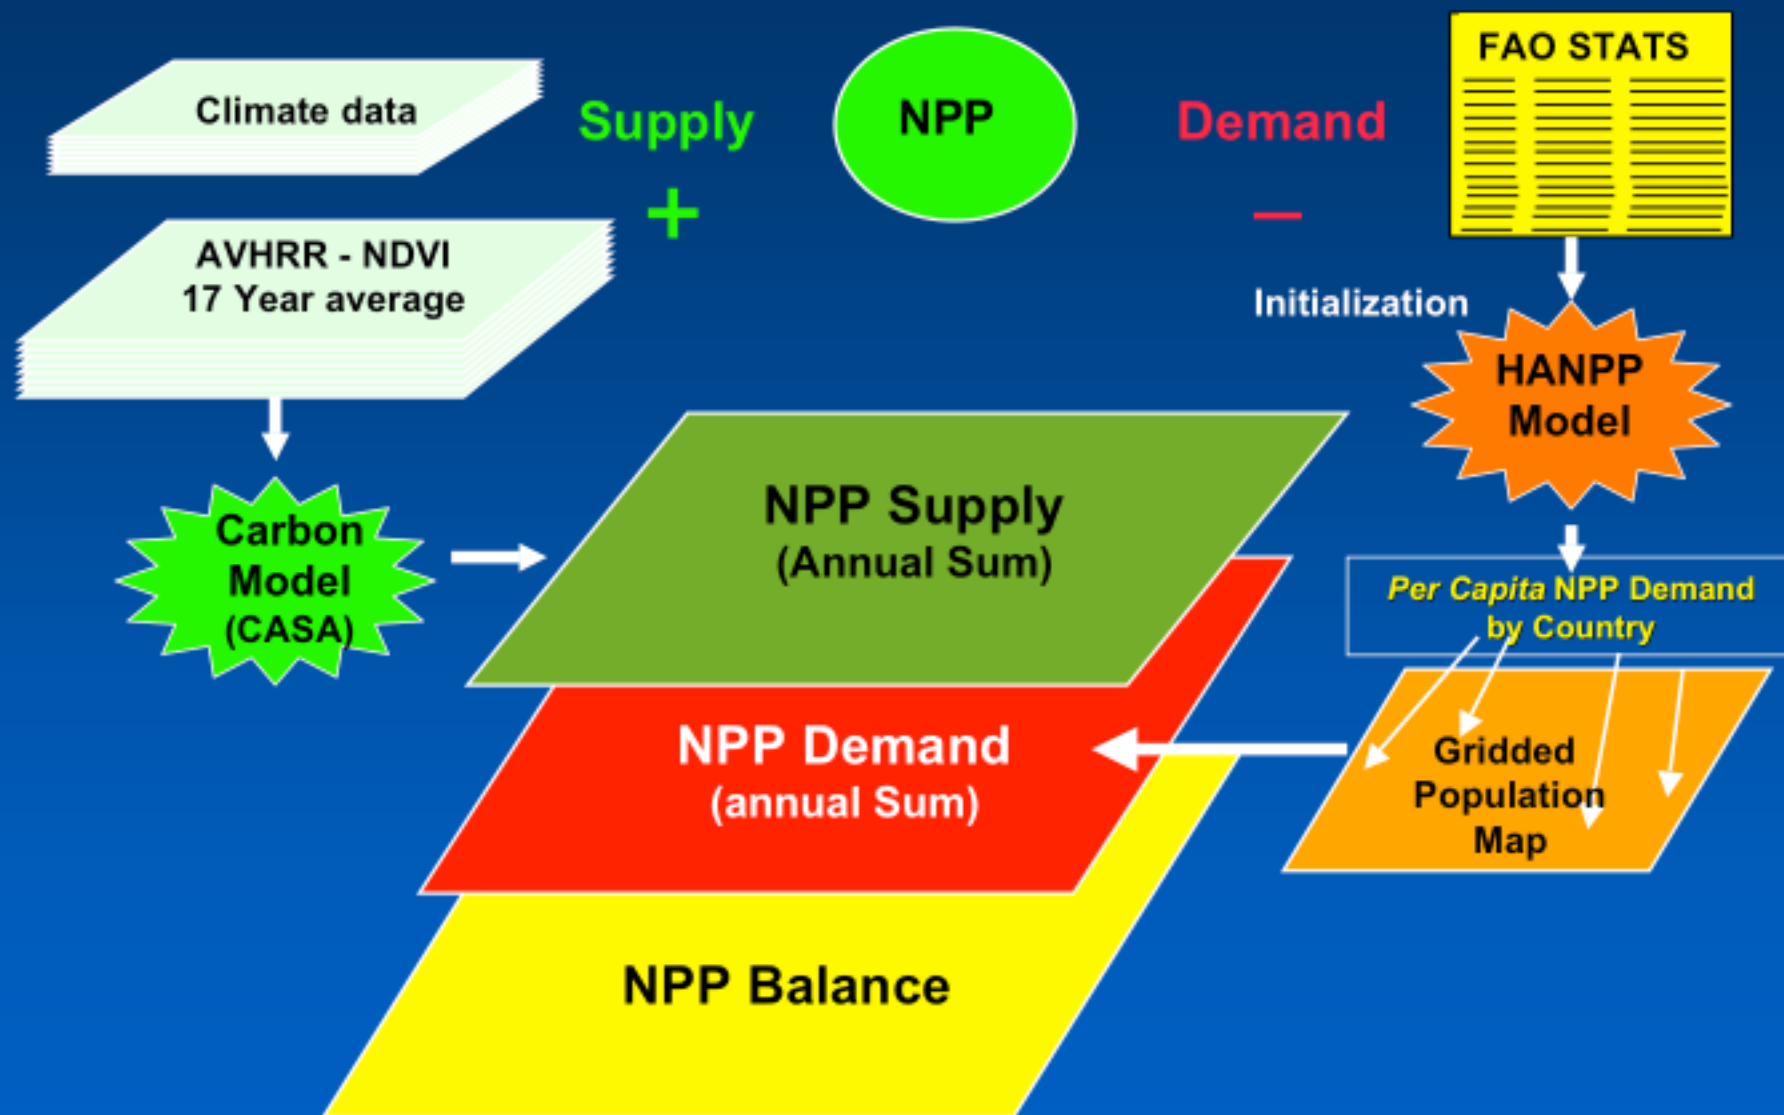 Climate data
Supply
+
NPP
Demand
–
FAO STATS
AVHRR - NDVI
17 Year average
Initialization
HANPP
Model
Carbon
Model
(CASA)
NPP Supply
(Annual Sum)
Per Capita NPP Demand
by Country
NPP Demand
(annual Sum)
Gridded
Population
Map
NPP Balance